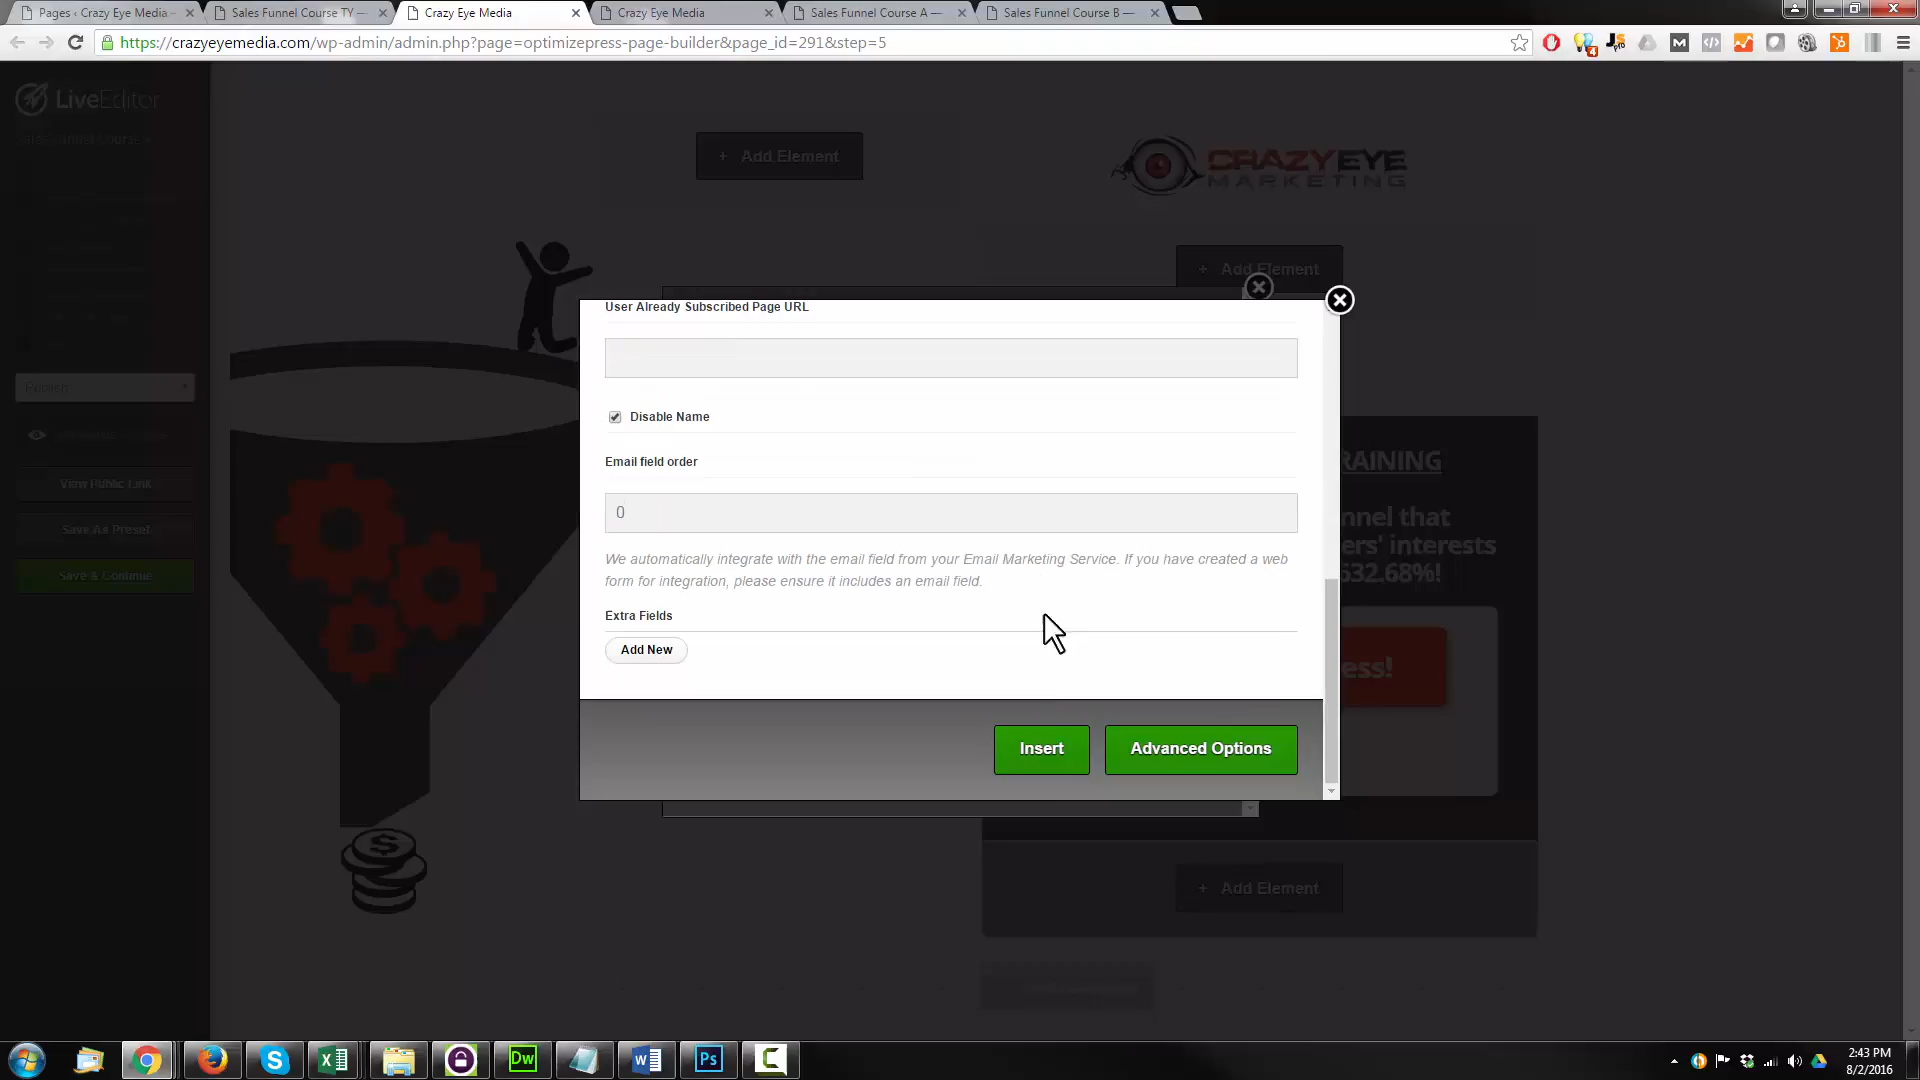 Pages ‹ Crazy Eye Media -
Sales Funnel Course TY —
Crazy Eye Media
Crazy Eye Media
Sales Funnel Course A —
Sales Funnel Course B —
https://crazyeyemedia.com/wp-admin/admin.php?page=optimizepress-page-builder&page_id=291&step=5
LiveEditor
+ Add Element
CRAZYEYE
MARKETING
+ Add Element
User Already Subscribed Page URL
Publish
Disable Name
Email field order
0
RAINING
nnel that
ers' interests
632.68%!
We automatically integrate with the email field from your Email Marketing Service. If you have created a web
form for integration, please ensure it includes an email field.
View Public Link
Save As Preset
Save & Continue
Extra Fields
Add New
ess!
Insert
Advanced Options
+ Add Element
2:43 PM
8/2/2016